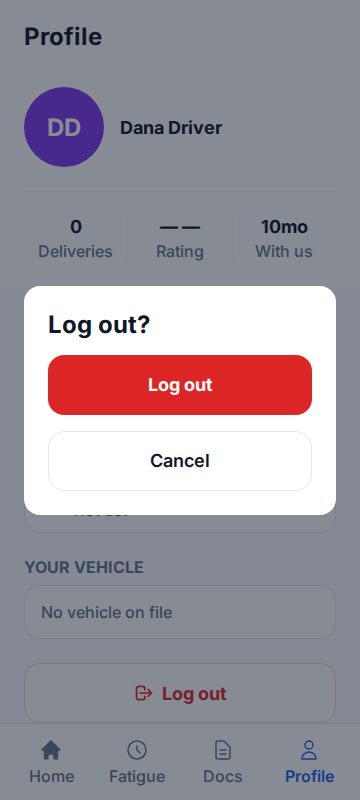 Profile
DD
Dana Driver
0
Deliveries
— —
Rating
10mo
With us
Log out?
Log out
Cancel
YOUR VEHICLE
No vehicle on file
Log out
Home
Fatigue
Docs
Profile